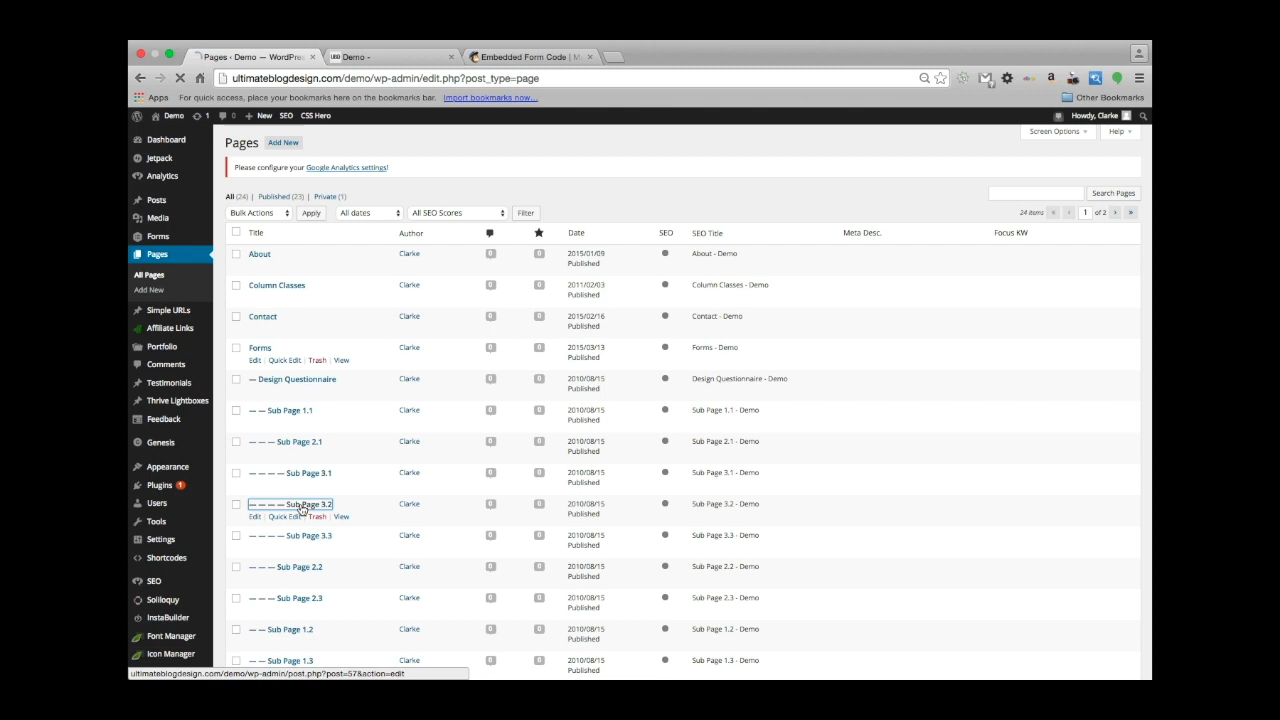 Pages ‹ Demo — WordPres
Demo -
Embedded Form Code | M
ultimateblogdesign.com/demo/wp-admin/edit.php?post_type=page
Apps For quick access, place your bookmarks here on the bookmarks bar. Import bookmarks now... Other Bookmarks
Demo 1 0 New SEO CSS Hero Howdy, Clarke
Dashboard
Jetpack
Analytics
Posts
Media
Forms
Pages
All Pages
Add New
Simple URLs
Affiliate Links
Portfolio
Comments
Testimonials
Thrive Lightboxes
Feedback
Genesis
Appearance
Plugins 1
Users
Tools
Settings
Shortcodes
SEO
Soliloquy
InstaBuilder
Font Manager
Icon Manager
Pages Add New
Screen Options Help
Please configure your Google Analytics settings!
All (24) | Published (23) | Private (1)
Search Pages
Bulk Actions Apply All dates All SEO Scores Filter
24 items « ‹ 1 of 2 › »
Title Author Date SEO SEO Title Meta Desc. Focus KW
About Clarke 0 0 2015/01/09 About - Demo
Published
Column Classes Clarke 0 0 2011/02/03 Column Classes - Demo
Published
Contact Clarke 0 0 2015/02/16 Contact - Demo
Published
Forms Clarke 0 0 2015/03/13 Forms - Demo
Edit | Quick Edit | Trash | View Published
— Design Questionnaire Clarke 0 0 2010/08/15 Design Questionnaire - Demo
Published
— — Sub Page 1.1 Clarke 0 0 2010/08/15 Sub Page 1.1 - Demo
Published
— — — Sub Page 2.1 Clarke 0 0 2010/08/15 Sub Page 2.1 - Demo
Published
— — — — Sub Page 3.1 Clarke 0 0 2010/08/15 Sub Page 3.1 - Demo
Published
— — — — Sub Page 3.2 Clarke 0 0 2010/08/15 Sub Page 3.2 - Demo
Edit | Quick Edit | Trash | View Published
— — — — Sub Page 3.3 Clarke 0 0 2010/08/15 Sub Page 3.3 - Demo
Published
— — — Sub Page 2.2 Clarke 0 0 2010/08/15 Sub Page 2.2 - Demo
Published
— — — Sub Page 2.3 Clarke 0 0 2010/08/15 Sub Page 2.3 - Demo
Published
— — Sub Page 1.2 Clarke 0 0 2010/08/15 Sub Page 1.2 - Demo
Published
— — Sub Page 1.3 Clarke 0 0 2010/08/15 Sub Page 1.3 - Demo
Published
ultimateblogdesign.com/demo/wp-admin/post.php?post=57&action=edit